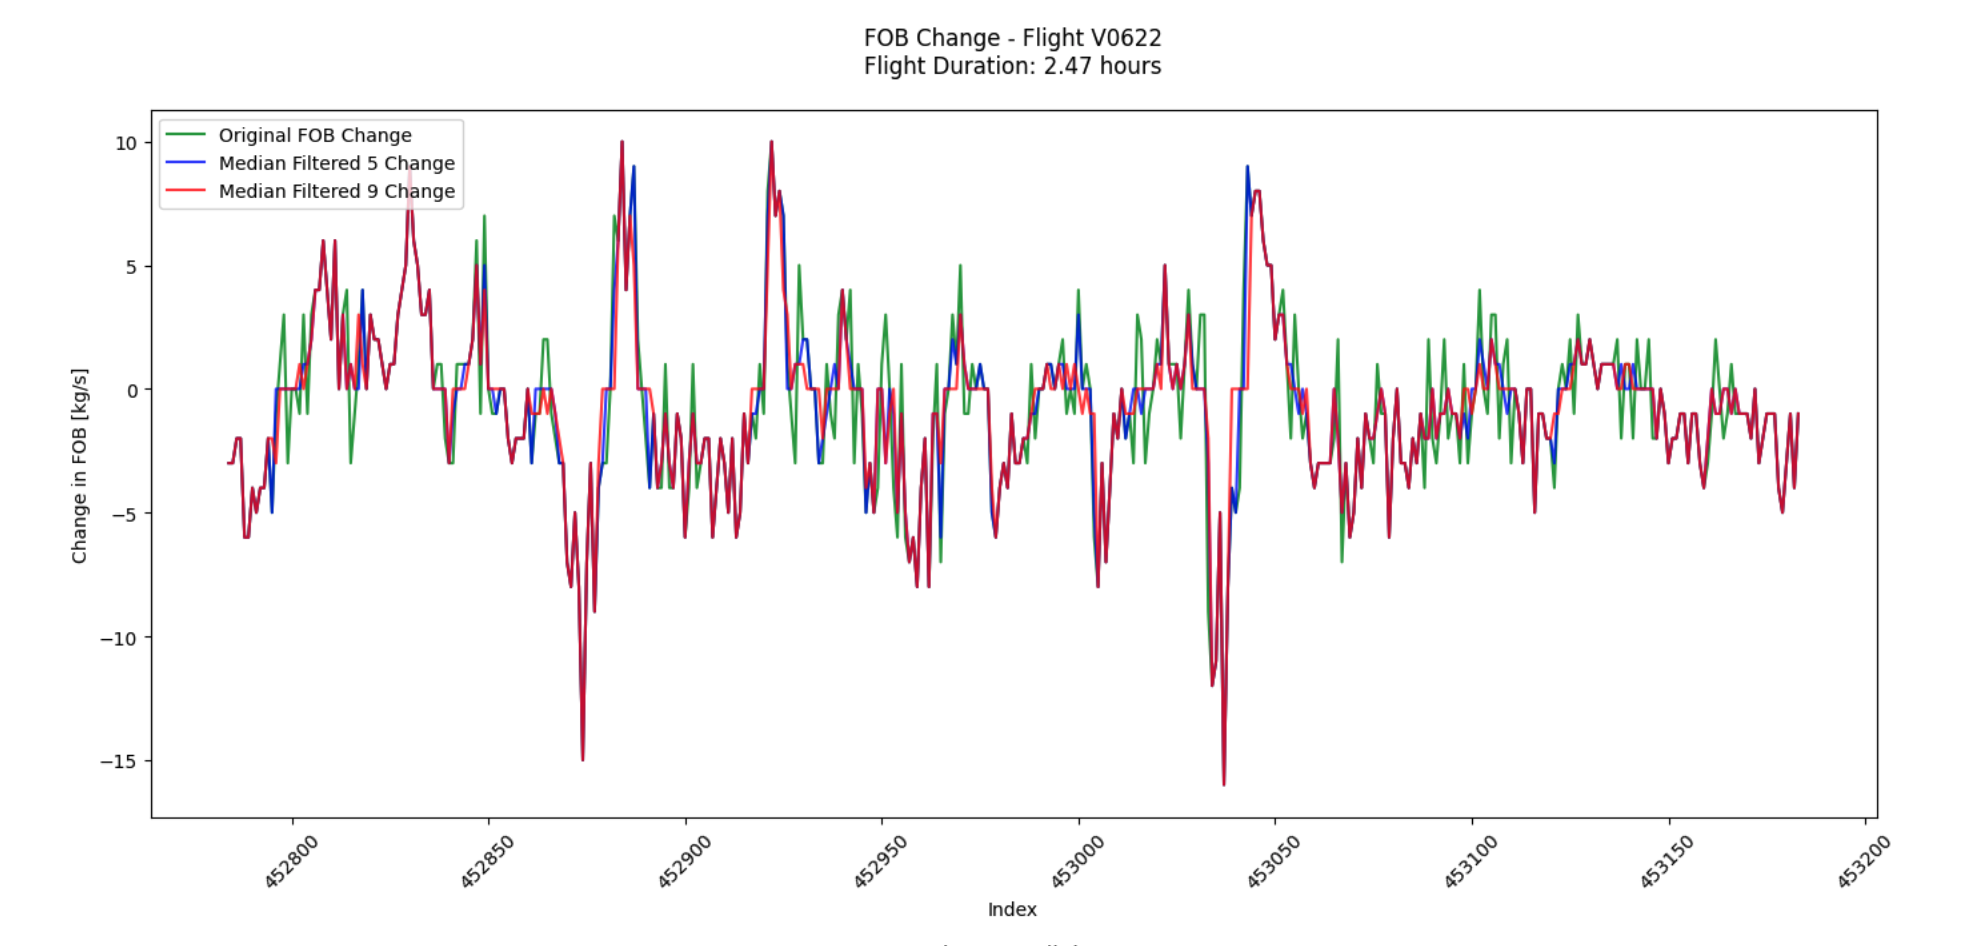 FOB Change - Flight V0622
Flight Duration: 2.47 hours
Original FOB Change
Median Filtered 5 Change
Median Filtered 9 Change
10
5
0
−5
−10
−15
Change in FOB [kg/s]
452800
452850
452900
452950
453000
453050
453100
453150
453200
Index